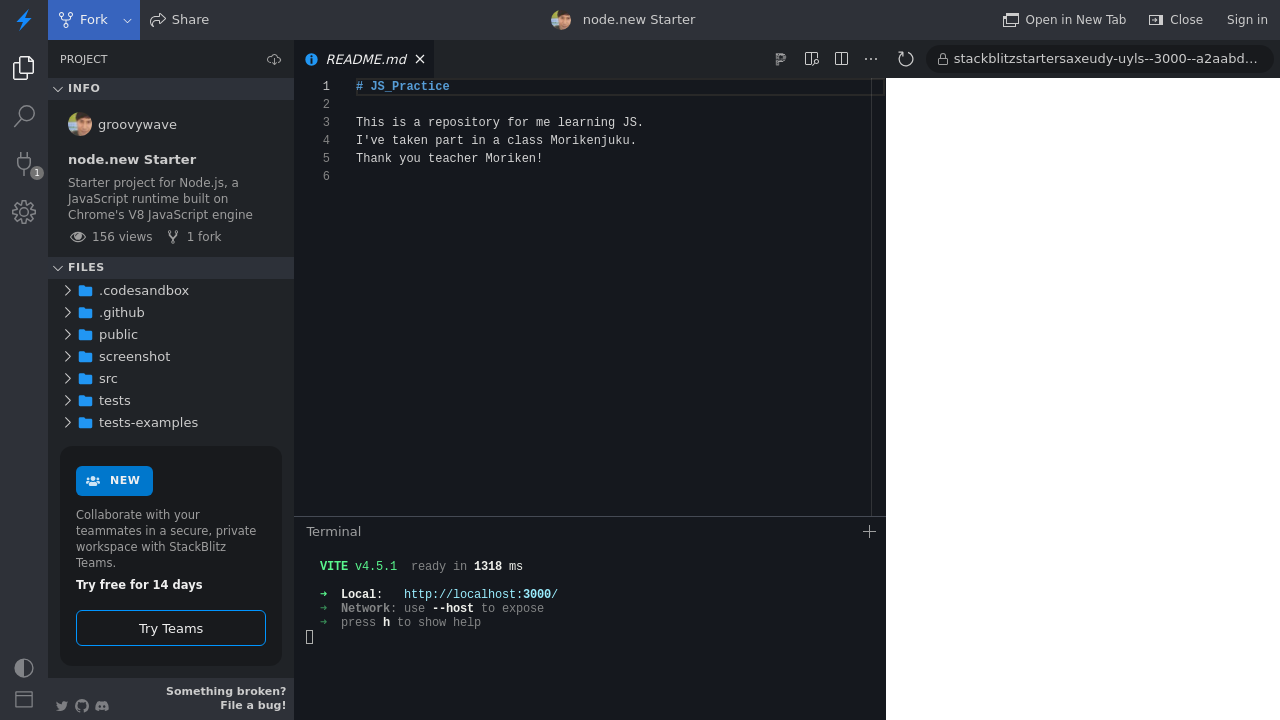 Fork
Share
node.new Starter
Open in New Tab
Close
Sign in
PROJECT
README.md
stackblitzstartersaxeudy-uyls--3000--a2aabd...
INFO
groovywave
node.new Starter
Starter project for Node.js, a
JavaScript runtime built on
Chrome's V8 JavaScript engine
156 views
1 fork
1
FILES
.codesandbox
.github
public
screenshot
src
tests
tests-examples
NEW
Collaborate with your
teammates in a secure, private
workspace with StackBlitz
Teams.
Try free for 14 days
Try Teams
Something broken?
File a bug!
1 # JS_Practice
2
3 This is a repository for me learning JS.
4 I've taken part in a class Morikenjuku.
5 Thank you teacher Moriken!
6
Terminal
VITE v4.5.1 ready in 1318 ms
➜ Local: http://localhost:3000/
➜ Network: use --host to expose
➜ press h to show help